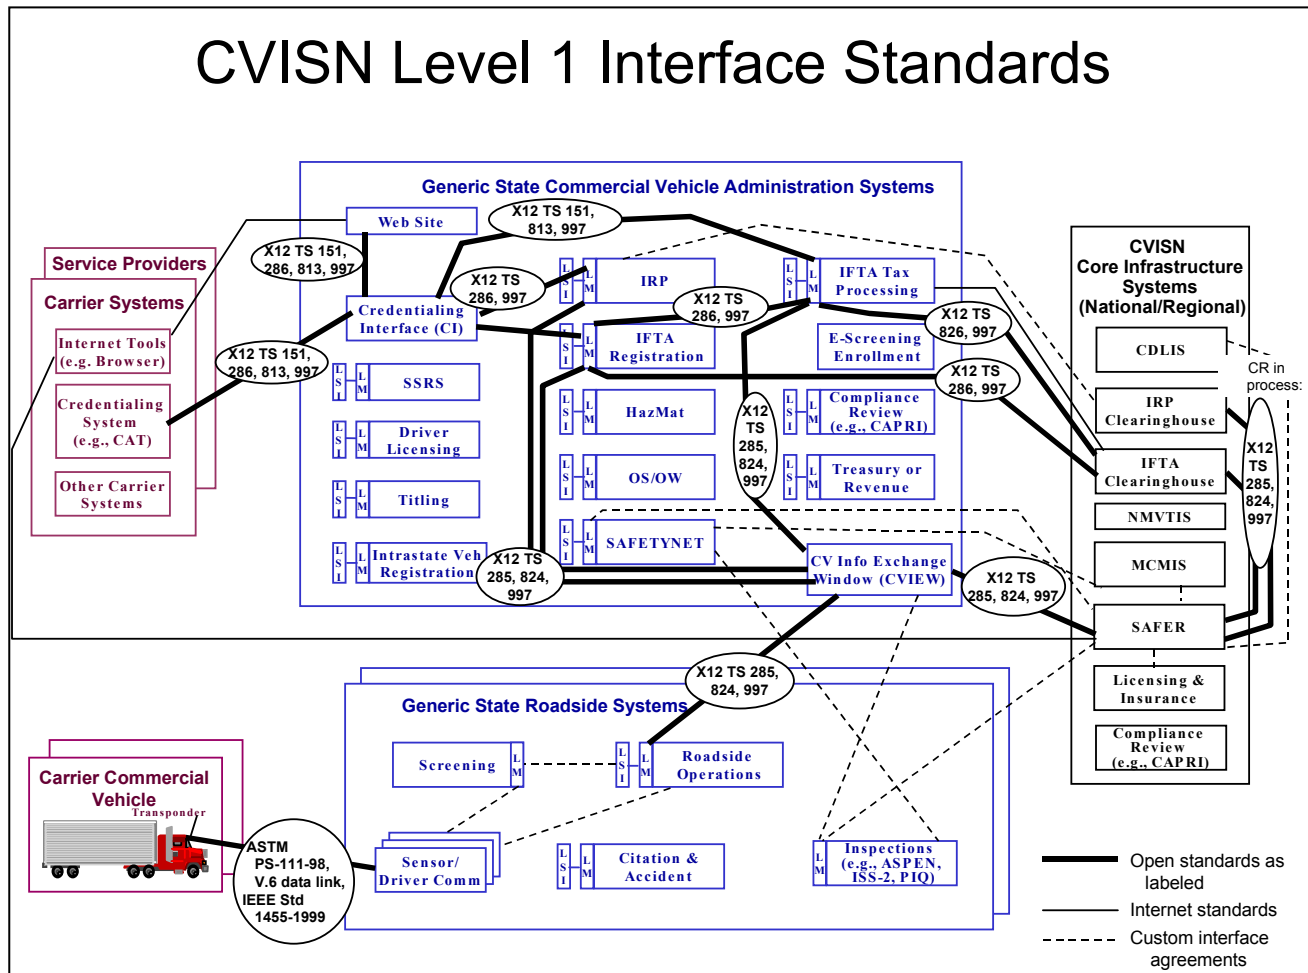 CVISN Level 1 Interface Standards
Generic State Commercial Vehicle Administration Systems
Web Site
X12 TS 151,
286, 813, 997
X12 TS 151,
813, 997
Service Providers
Carrier Systems
Internet Tools
(e.g. Browser)
Credentialing
System
(e.g., CAT)
Other Carrier
Systems
X12 TS 151,
286, 813, 997
Credentialing
Interface (CI)
X12 TS
286, 997
L
S
I
L
M
IRP
L
S
I
L
M
IFTA Tax
Processing
X12 TS
286, 997
L
S
I
L
M
IFTA
Registration
E-Screening
Enrollment
X12 TS
826, 997
X12 TS
286, 997
L
S
I
L
M
SSRS
L
S
I
L
M
HazMat
L
S
I
L
M
Compliance
Review
(e.g., CAPRI)
X12
TS
285,
824,
997
L
S
I
L
M
Driver
Licensing
L
S
I
L
M
OS/OW
L
S
I
L
M
Treasury or
Revenue
L
S
I
L
M
Titling
L
S
I
L
M
SAFETYNET
L
S
I
L
M
Intrastate Veh
Registration
X12 TS
285, 824,
997
CV Info Exchange
Window (CVIEW)
X12 TS
285, 824, 997
CVISN
Core Infrastructure
Systems
(National/Regional)
CDLIS
CR in
process:
IRP
Clearinghouse
IFTA
Clearinghouse
X12
TS
285,
824,
997
NMVTIS
MCMIS
SAFER
Licensing &
Insurance
Compliance
Review
(e.g., CAPRI)
X12 TS 285,
824, 997
Generic State Roadside Systems
Screening
L
M
L
S
I
L
M
Roadside
Operations
Sensor/
Driver Comm
L
S
I
L
M
Citation &
Accident
L
M
Inspections
(e.g., ASPEN,
ISS-2, PIQ)
Carrier Commercial
Vehicle
Transponder
ASTM
PS-111-98,
V.6 data link,
IEEE Std
1455-1999
Open standards as
labeled
Internet standards
Custom interface
agreements